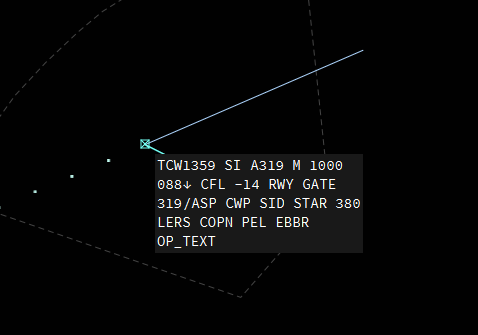 TCW1359 SI A319 M 1000
088↓ CFL -14 RWY GATE
319/ASP CWP SID STAR 380
LERS COPN PEL EBBR
OP_TEXT